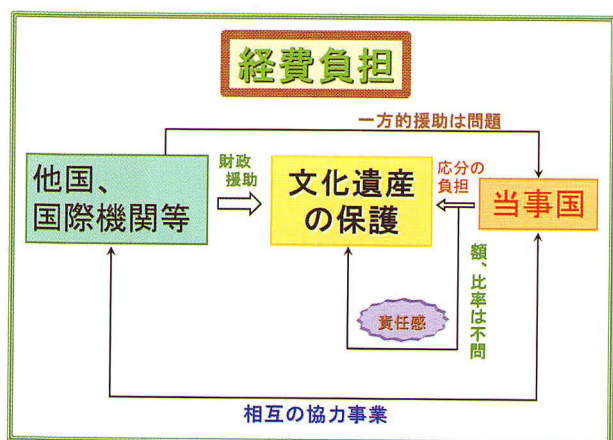 経費負担
一方的援助は問題
財政
援助
応分の
負担
他国、
国際機関等
文化遺産
の保護
当事国
額、比率は不問
責任感
相互の協力事業